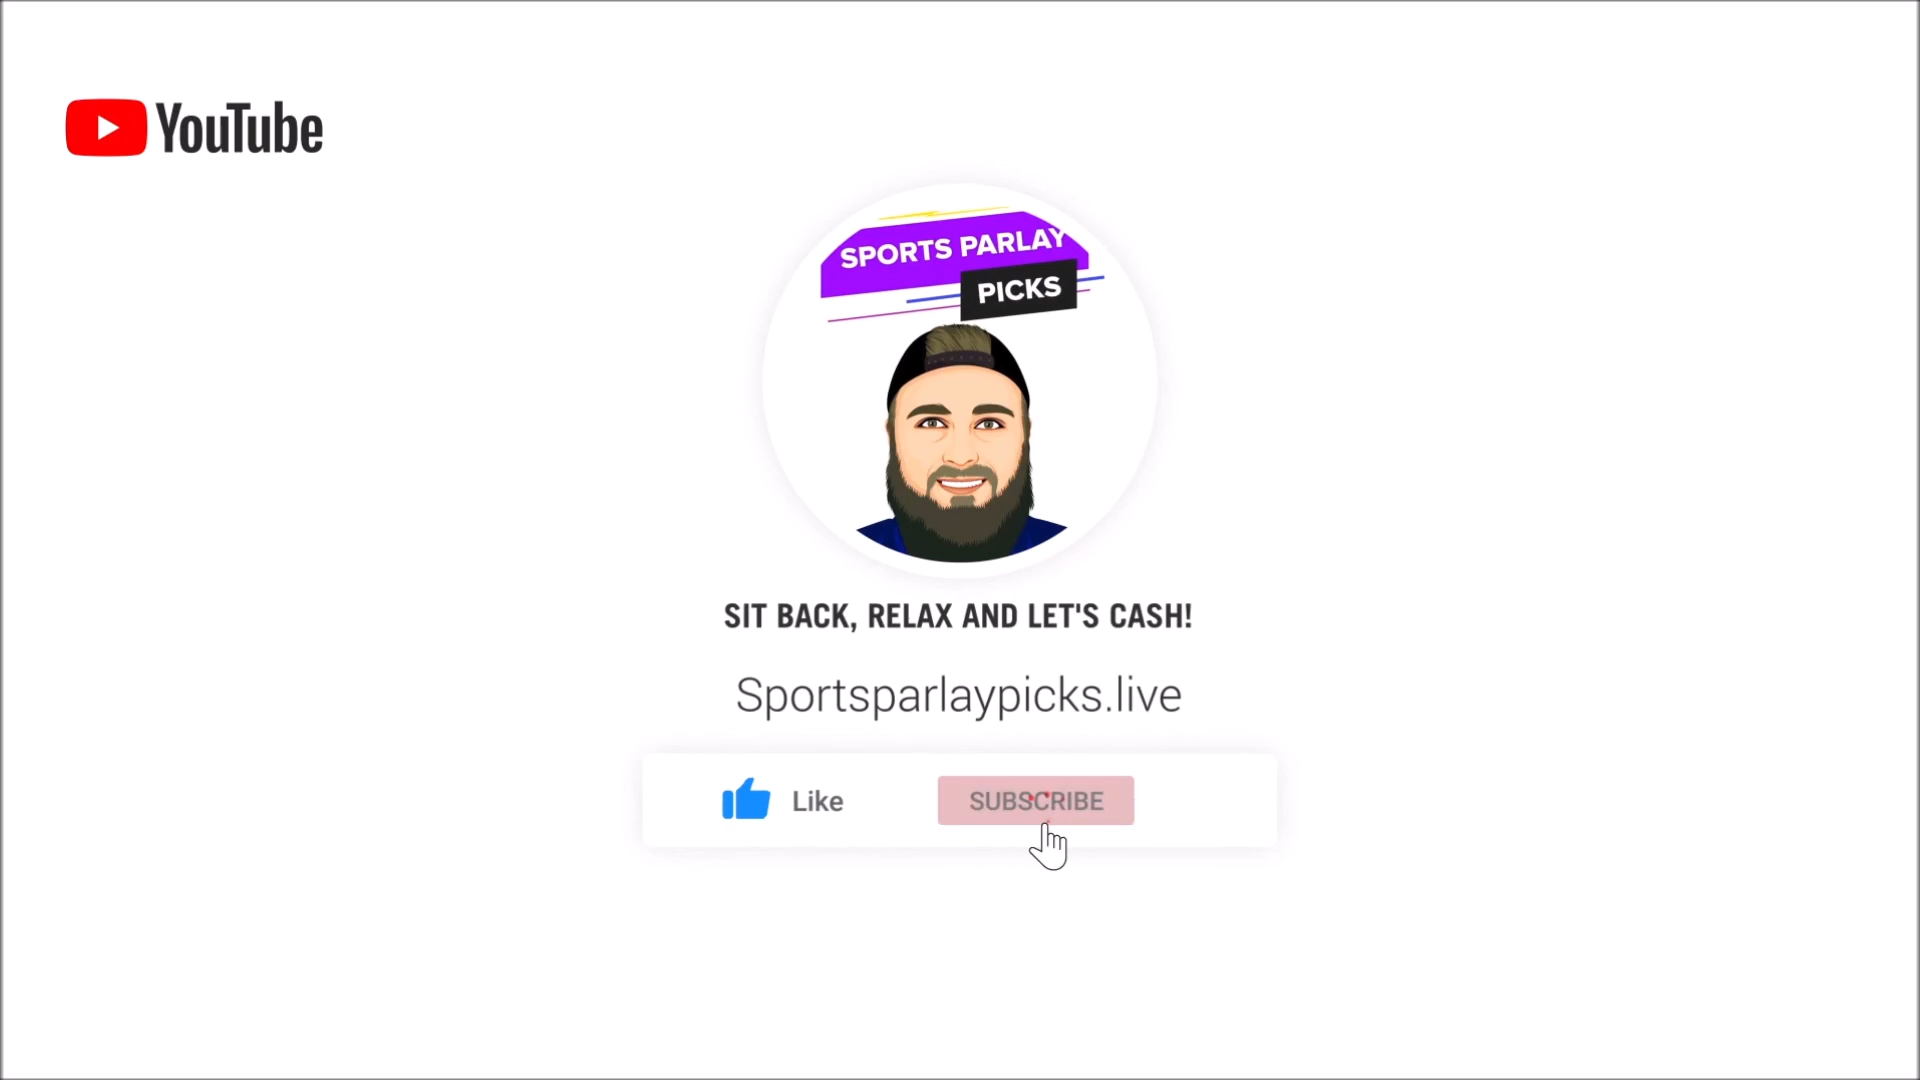 YouTube
SPORTS PARLAY
PICKS
SIT BACK, RELAX AND LET'S CASH!
Sportsparlaypicks.live
Like
SUBSCRIBE